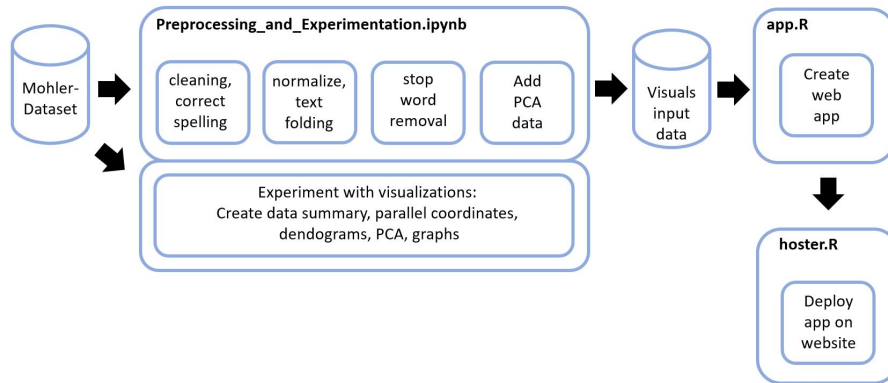 Preprocessing_and_Experimentation.ipynb
app.R
Mohler-
Dataset
cleaning,
correct
spelling
normalize,
text
folding
stop
word
removal
Add
PCA
data
Visuals
input
data
Create
web
app
Experiment with visualizations:
Create data summary, parallel coordinates,
dendograms, PCA, graphs
hoster.R
Deploy
app on
website